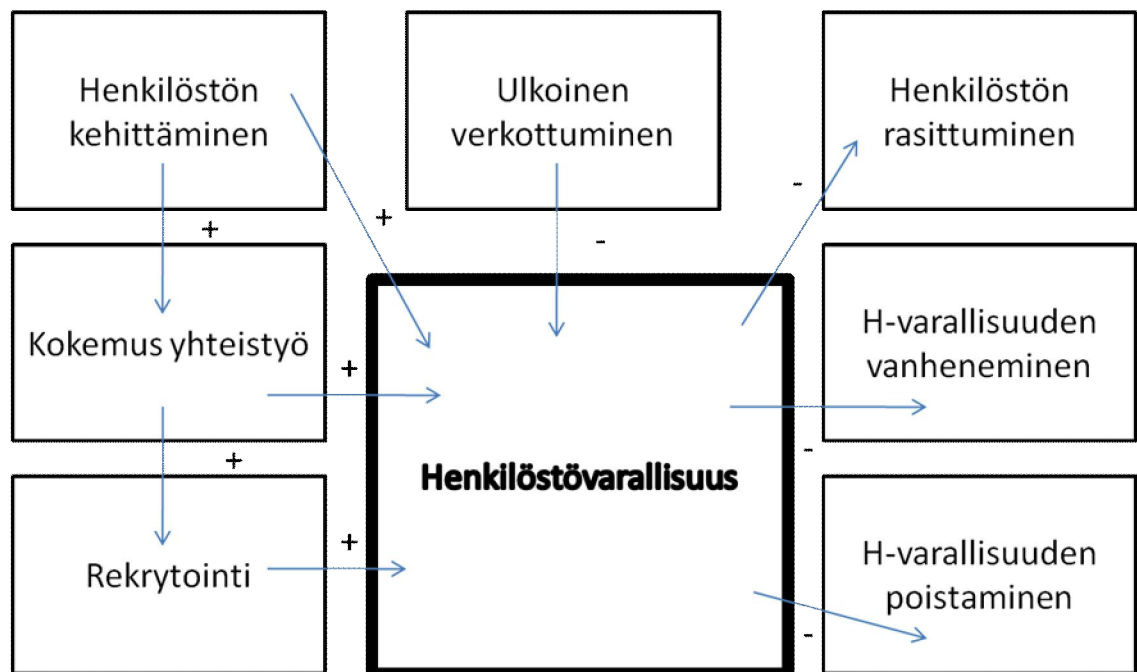 Henkilöstön
kehittäminen
Ulkoinen
verkottuminen
Henkilöstön
rasittuminen
-
+
+
-
Kokemus yhteistyö
+
H-varallisuuden
vanheneminen
+
-
Henkilöstövarallisuus
Rekrytointi
+
H-varallisuuden
poistaminen
-